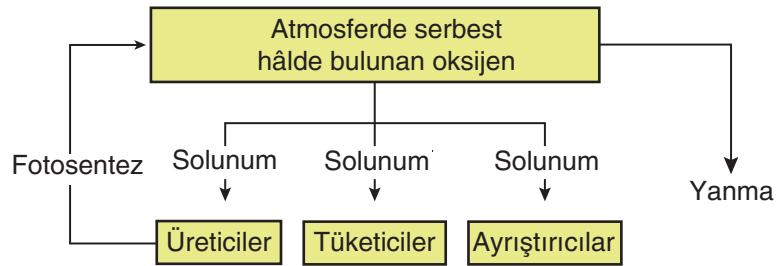 Atmosferde serbest
hâlde bulunan oksijen
Fotosentez
Solunum
Solunum
Solunum
Yanma
Üreticiler
Tüketiciler
Ayrıştırıcılar